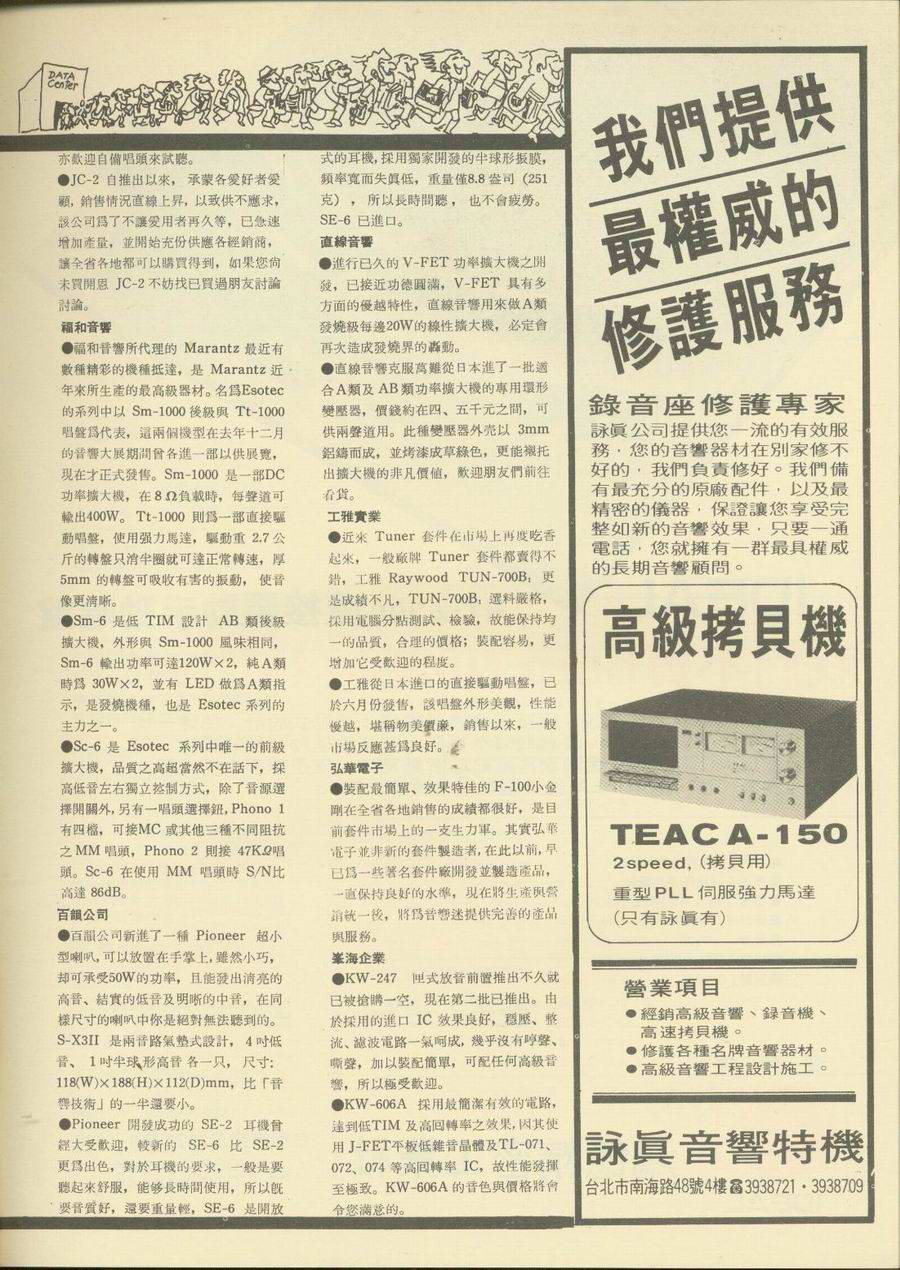 DATA
Center
亦歡迎自備唱頭來試聽。
●JC-2 自推出以來，承蒙各愛好者愛
顧，銷售情況直線上昇，以致供不應求，
該公司爲了不讓愛用者再久等，已急速
增加產量，並開始充份供應各經銷商，
讓全省各地都可以購買得到，如果您尙
未買開恩 JC-2 不妨找已買過朋友討論
討論。
福和音響
●福和音響所代理的 Marantz 最近有
數種精彩的機種抵達，是 Marantz 近
年來所生產的最高級器材。名爲Esotec
的系列中以 Sm-1000 後級與 Tt-1000
唱盤爲代表，這兩個機型在去年十二月
的音響大展期間曾各進一部以供展覽，
現在才正式發售。Sm-1000 是一部DC
功率擴大機，在 8 Ω負載時，每聲道可
輸出400W。Tt-1000 則爲一部直接驅
動唱盤，使用强力馬達，驅動重 2.7 公
斤的轉盤只消半圈就可達正常轉速，厚
5mm 的轉盤可吸收有害的振動，使音
像更清晰。
●Sm-6 是低 TIM 設計 AB 類後級
擴大機，外形與 Sm-1000 風味相同，
Sm-6 輸出功率可達120W×2，純A類
時爲 30W×2，並有 LED 做爲A類指
示，是發燒機種，也是 Esotec 系列的
主力之一。
●Sc-6 是 Esotec 系列中唯一的前級
擴大機，品質之高超當然不在話下，採
高低音左右獨立控制方式，除了音源選
擇開關外，另有一唱頭選擇鈕，Phono 1
有四檔，可接MC 或其他三種不同阻抗
之 MM 唱頭，Phono 2 則接 47KΩ唱
頭。Sc-6 在使用 MM 唱頭時 S/N比
高達 86dB。
百韻公司
●百韻公司新進了一種 Pioneer 超小
型喇叭，可以放置在手掌上，雖然小巧，
却可承受50W的功率，且能發出清亮的
高音、結實的低音及明晰的中音，在同
樣尺寸的喇叭中你是絕對無法聽到的。
S-X3II 是兩音路氣墊式設計，4 吋低
音、1 吋半球形高音 各一只，尺寸:
118(W)×188(H)×112(D)mm，比「音
響技術」的一半還要小。
●Pioneer 開發成功的 SE-2 耳機曾
經大受歡迎，較新的 SE-6 比 SE-2
更爲出色，對於耳機的要求，一般是要
聽起來舒服，能够長時間使用，所以旣
要音質好，還要重量輕，SE-6 是開放
式的耳機，採用獨家開發的半球形振膜，
頻率寬而失眞低，重量僅8.8 盎司 (251
克)，所以長時間聽，也不會疲勞。
SE-6 已進口。
直線音響
●進行已久的 V-FET 功率擴大機之開
發，已接近功德圓滿，V-FET 具有多
方面的優越特性，直線音響用來做A類
發燒級每邊20W的線性擴大機，必定會
再次造成發燒界的轟動。
●直線音響克服萬難從日本進了一批適
合A類及 AB 類功率擴大機的專用環形
變壓器，價錢約在四、五千元之間，可
供兩聲道用。此種變壓器外壳以 3mm
鋁鑄而成，並烤漆成草綠色，更能襯托
出擴大機的非凡價值，歡迎朋友們前往
看貨。
工雅實業
●近來 Tuner 套件在市場上再度吃香
起來，一般廠牌 Tuner 套件都賣得不
錯，工雅 Raywood TUN-700B，更
是成績不凡，TUN-700B，選料嚴格，
採用電腦分點測試、檢驗，故能保持均
一的品質，合理的價格；裝配容易，更
增加它受歡迎的程度。
●工雅從日本進口的直接驅動唱盤，已
於六月份發售，該唱盤外形美觀，性能
優越，堪稱物美價廉，銷售以來，一般
市場反應甚爲良好。
弘華電子
●裝配最簡單、效果特佳的 F-100小金
剛在全省各地銷售的成績都很好，是目
前套件市場上的一支生力軍。其實弘華
電子並非新的套件製造者，在此以前，早
已爲一些著名套件廠開發並製造產品，
一直保持良好的水準，現在將生產與營
銷統一後，將爲音響迷提供完善的產品
與服務。
峯海企業
●KW-247 匣式放音前置推出不久就
已被搶購一空，現在第二批已推出。由
於採用的進口 IC 效果良好，穩壓、整
流、濾波電路一氣呵成，幾乎沒有哼聲、
嘶聲，加以裝配簡單，可配任何高級音
響，所以極受歡迎。
●KW-606A 採用最簡潔有效的電路，
達到低TIM 及高回轉率之效果，因其使
用 J-FET平板低雜音晶體及TL-071、
072、074 等高回轉率 IC，故性能發揮
至極致。KW-606A 的音色與價格將會
令您滿意的。
我們提供
最權威的
修護服務
錄音座修護專家
詠眞公司提供您一流的有效服
務，您的音響器材在別家修不
好的，我們負責修好。我們備
有最充分的原廠配件，以及最
精密的儀器，保證讓您享受完
整如新的音響效果，只要一通
電話，您就擁有一群最具權威
的長期音響顧問。
高級拷貝機
TEAC A-150
2speed, (拷貝用)
重型PLL 伺服強力馬達
(只有詠眞有)
營業項目
●經銷高級音響、錄音機、
高速拷貝機。
●修護各種名牌音響器材。
●高級音響工程設計施工。
詠眞音響特機
台北市南海路48號4樓☎3938721・3938709